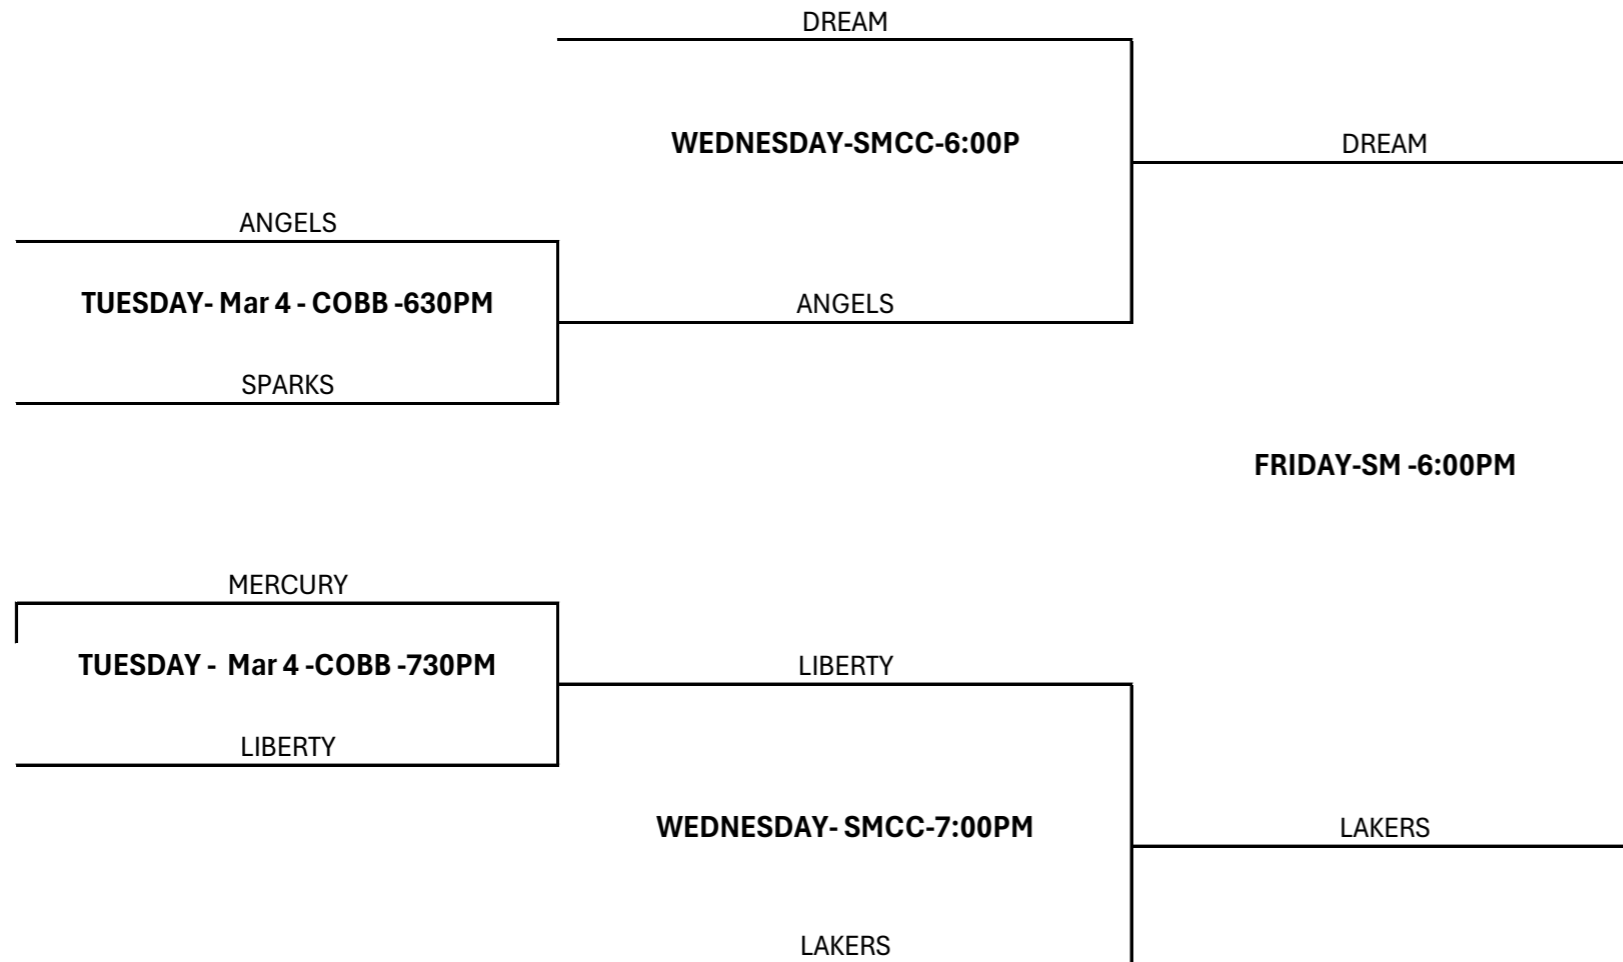 DREAM
WEDNESDAY-SMCC-6:00P
DREAM
ANGELS
TUESDAY- Mar 4 - COBB -630PM
ANGELS
SPARKS
FRIDAY-SM -6:00PM
MERCURY
TUESDAY -  Mar 4 -COBB -730PM
LIBERTY
LIBERTY
WEDNESDAY- SMCC-7:00PM
LAKERS
LAKERS